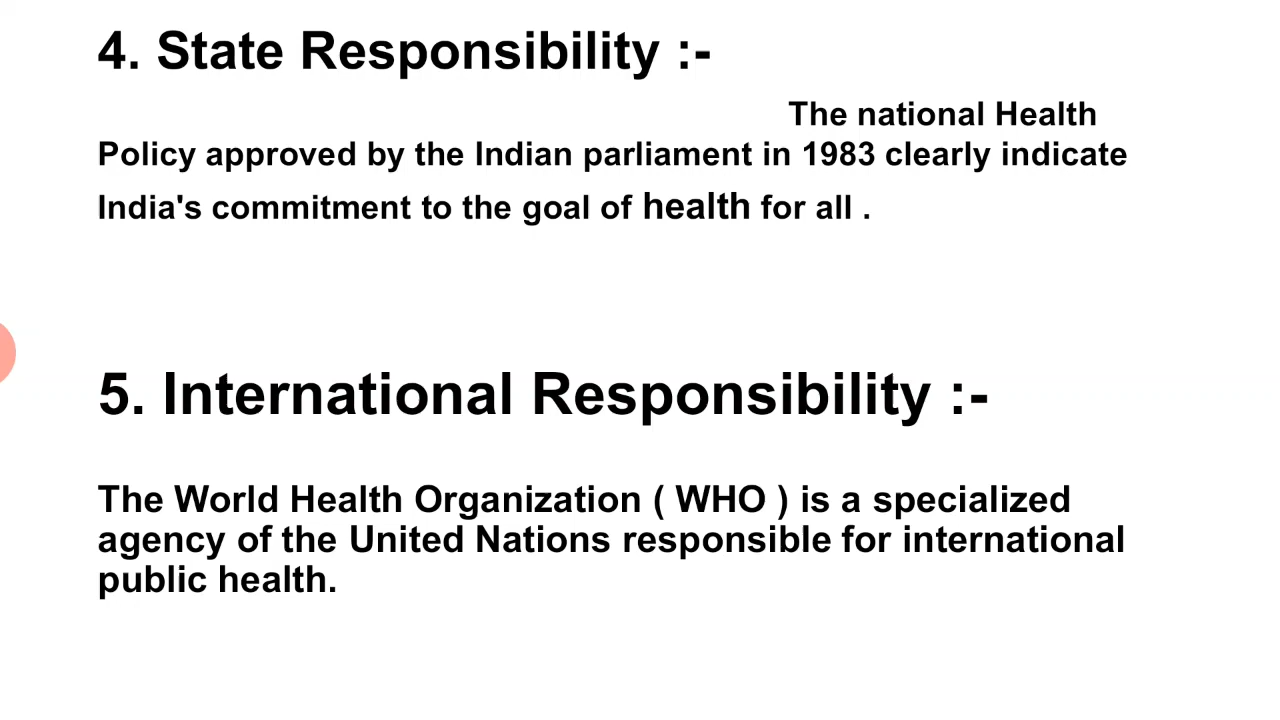 4. State Responsibility :-
The national Health
Policy approved by the Indian parliament in 1983 clearly indicate
India's commitment to the goal of health for all .
5. International Responsibility :-
The World Health Organization ( WHO ) is a specialized
agency of the United Nations responsible for international
public health.